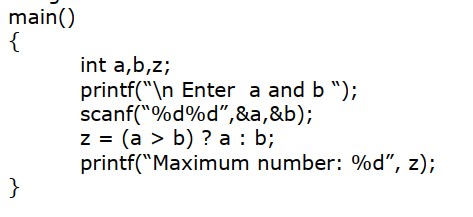 main()
{
int a,b,z;
printf(“\n Enter  a and b “);
scanf(“%d%d”,&a,&b);
z = (a > b) ? a : b;
printf(“Maximum number: %d”, z);
}